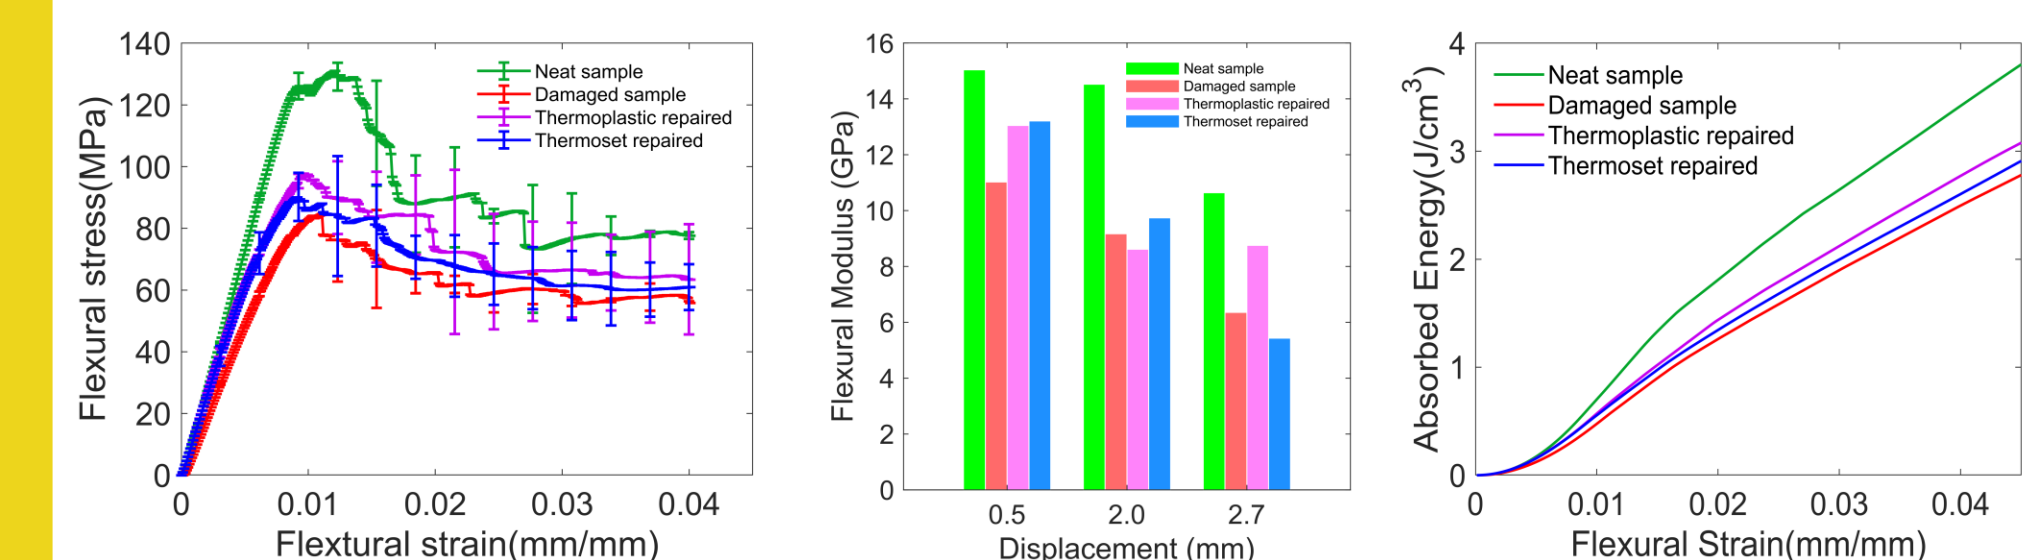 140
120
100
80
60
40
20
0
0 0.01 0.02 0.03 0.04
Flexural stress(MPa)
Flextural strain(mm/mm)
Neat sample
Damaged sample
Thermoplastic repaired
Thermoset repaired
16
14
12
10
8
6
4
2
0
0.5 2.0 2.7
Flexural Modulus (GPa)
Displacement (mm)
Neat sample
Damaged sample
Thermoplastic repaired
Thermoset repaired
4
3
2
1
0
0 0.01 0.02 0.03 0.04
Absorbed Energy(J/cm³)
Flexural Strain(mm/mm)
Neat sample
Damaged sample
Thermoplastic repaired
Thermoset repaired